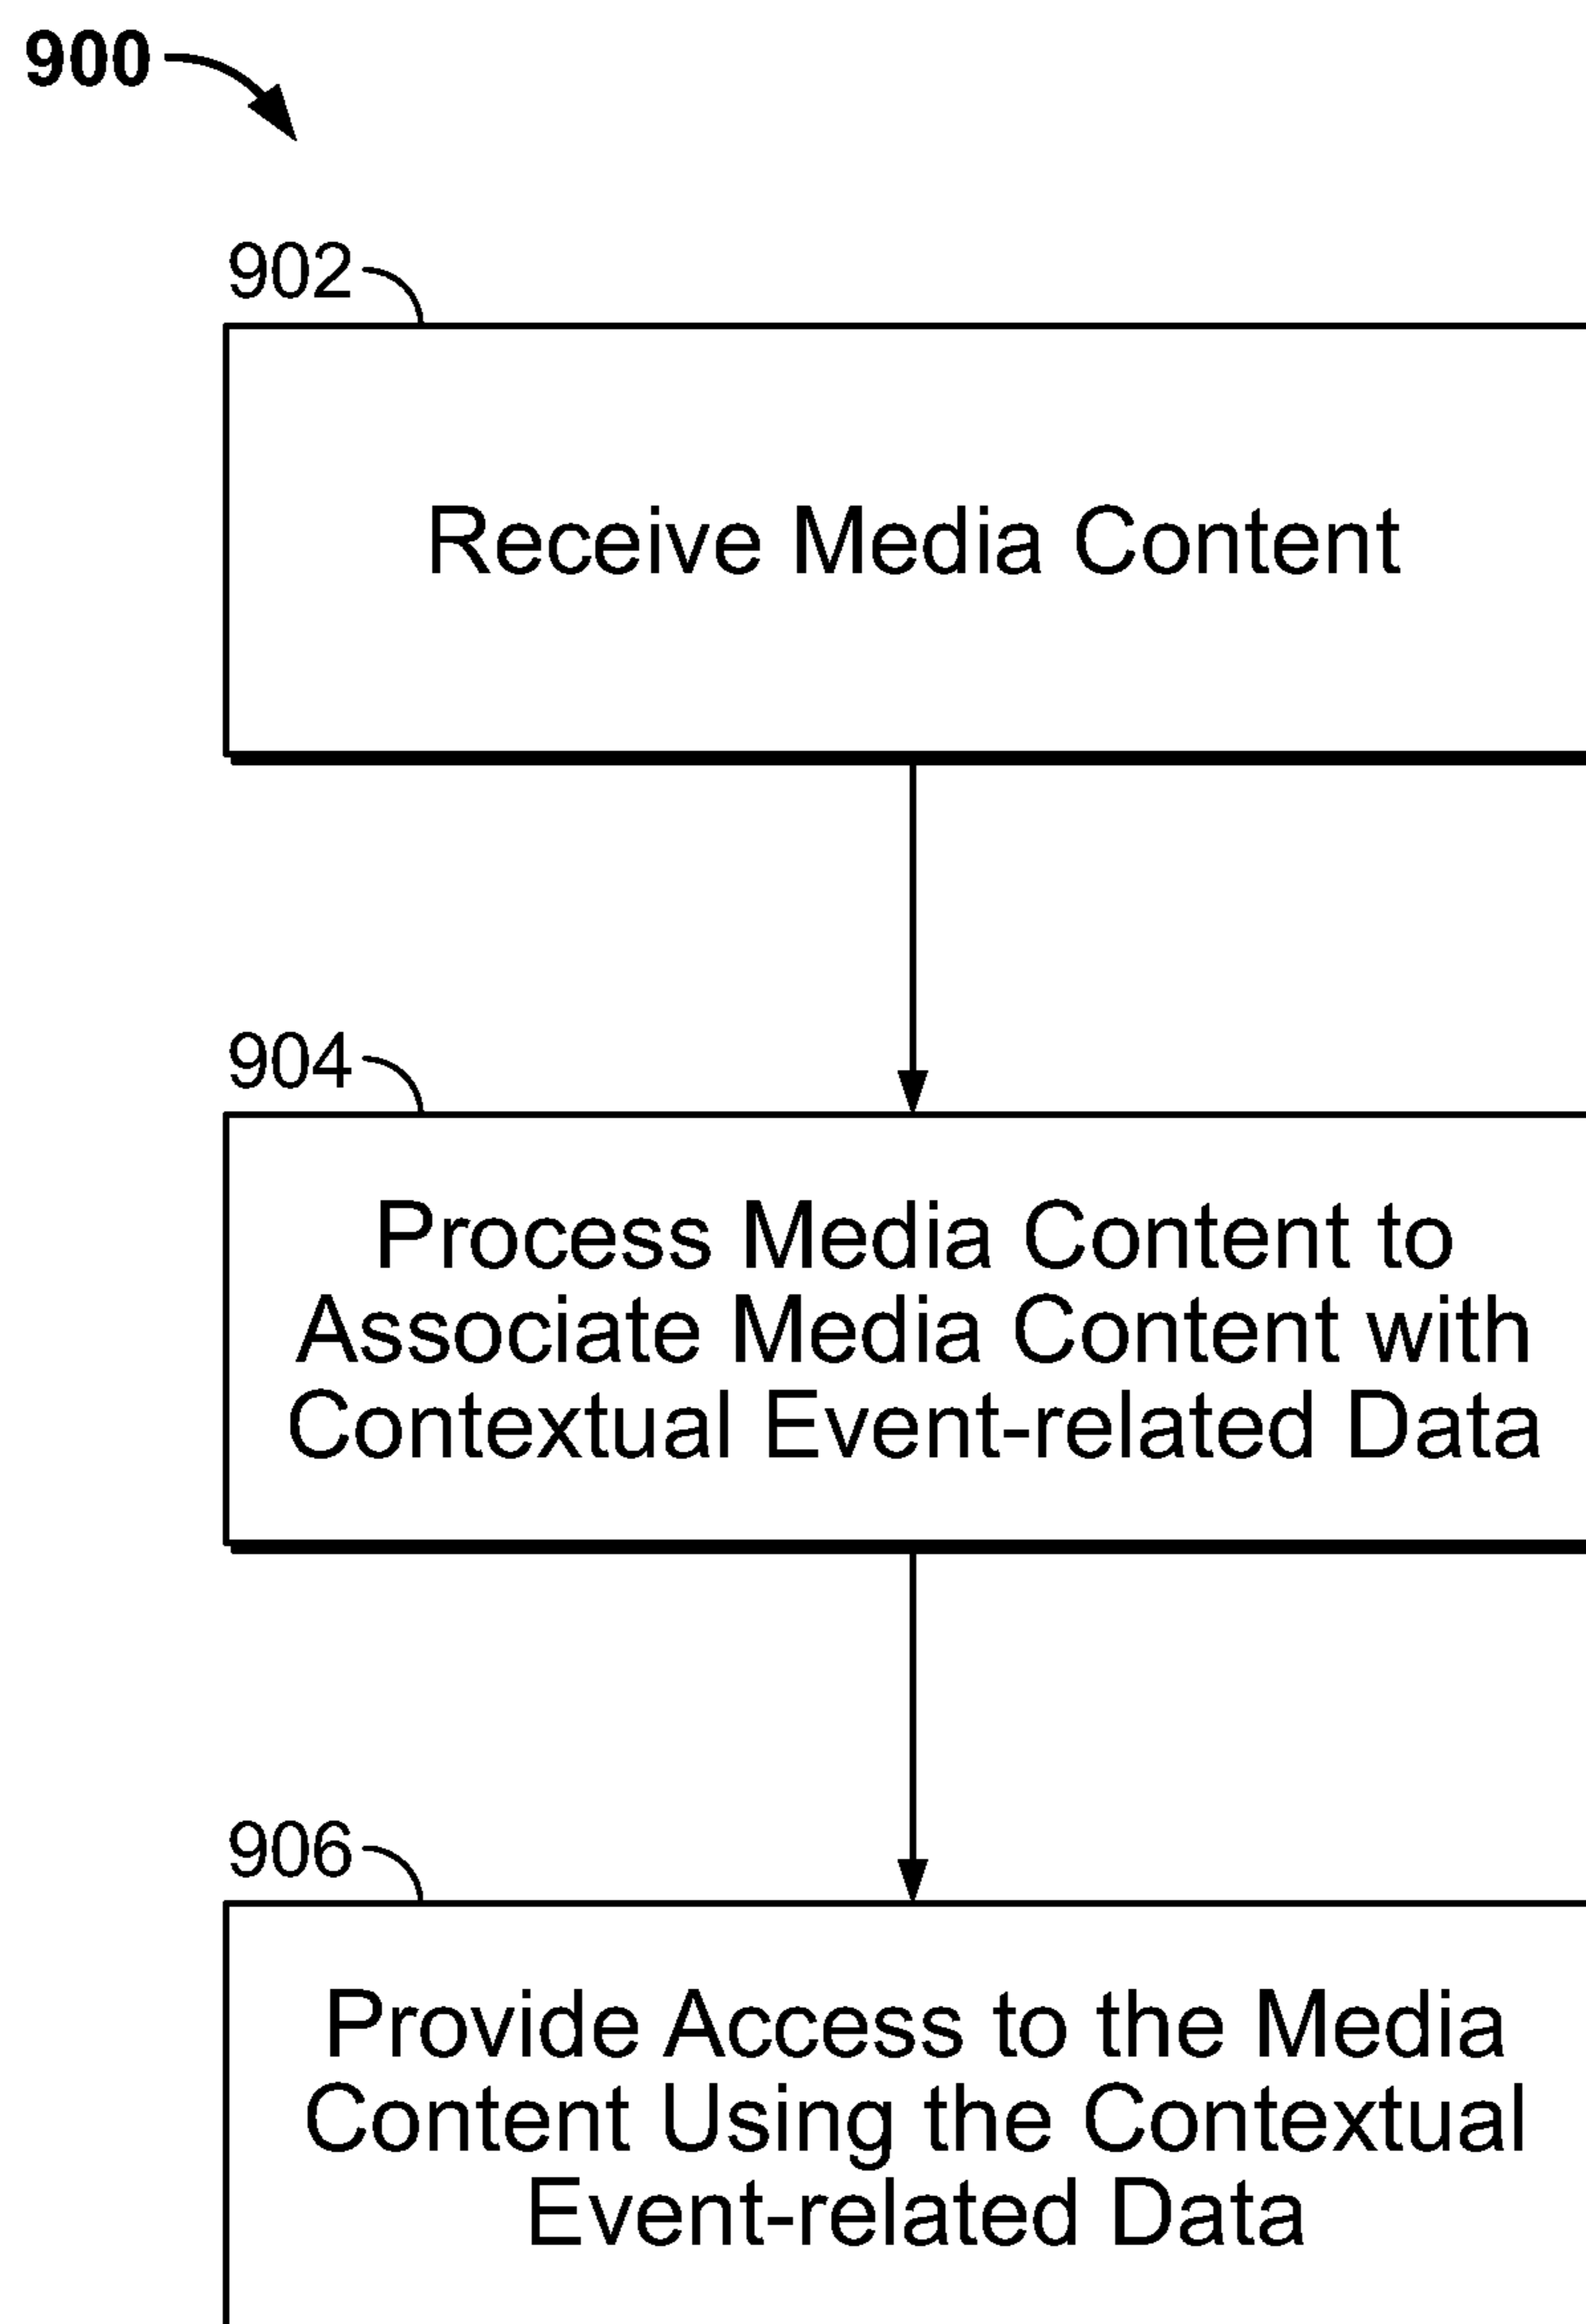 900
902
Receive Media Content
904
Process Media Content to
Associate Media Content with
Contextual Event-related Data
906
Provide Access to the Media
Content Using the Contextual
Event-related Data